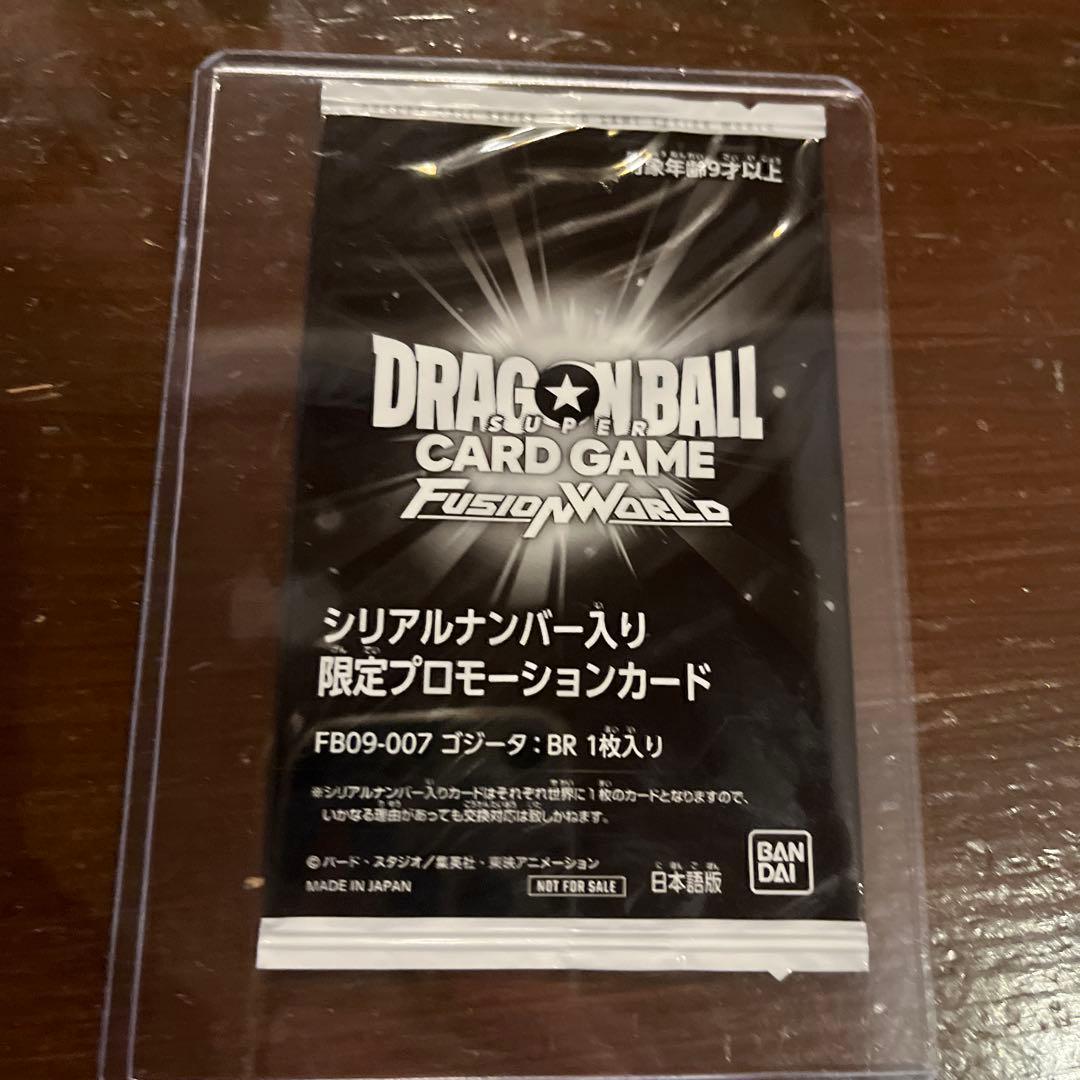 対象年齢9才以上
DRAGON BALL
SUPER
CARD GAME
FUSION WORLD
シリアルナンバー入り
限定プロモーションカード
FB09-007 ゴジータ：BR 1枚入り
※シリアルナンバー入りカードはそれぞれ世界に1枚のカードとなりますので、
いかなる理由があっても交換対応は致しかねます。
©バード・スタジオ/集英社・東映アニメーション
MADE IN JAPAN
NOT FOR SALE
日本語版
BAN
DAI